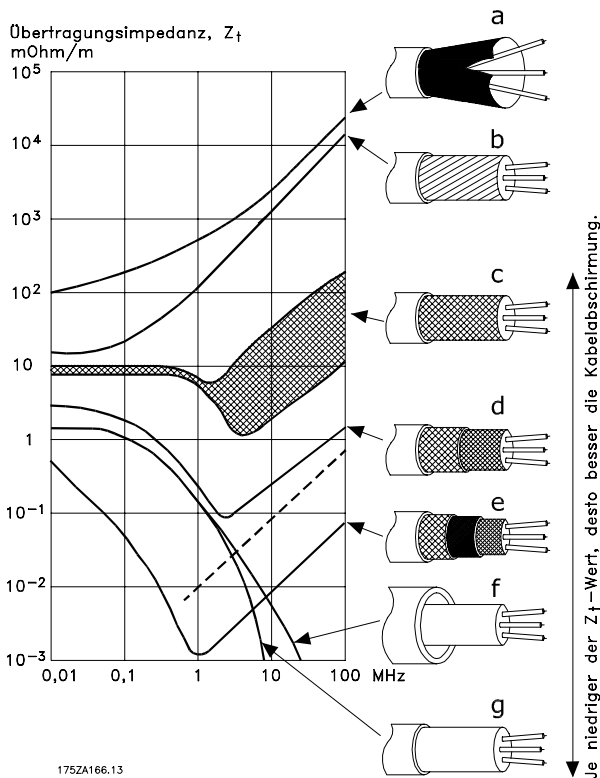 Übertragungsimpedanz, Zt
mOhm/m
10⁵
10⁴
10³
10²
10
1
10⁻¹
10⁻²
10⁻³
0,01 0,1 1 10 100 MHz
a
b
c
d
e
f
g
Je niedriger der Zt-Wert, desto besser die Kabelabschirmung.
175ZA166.13